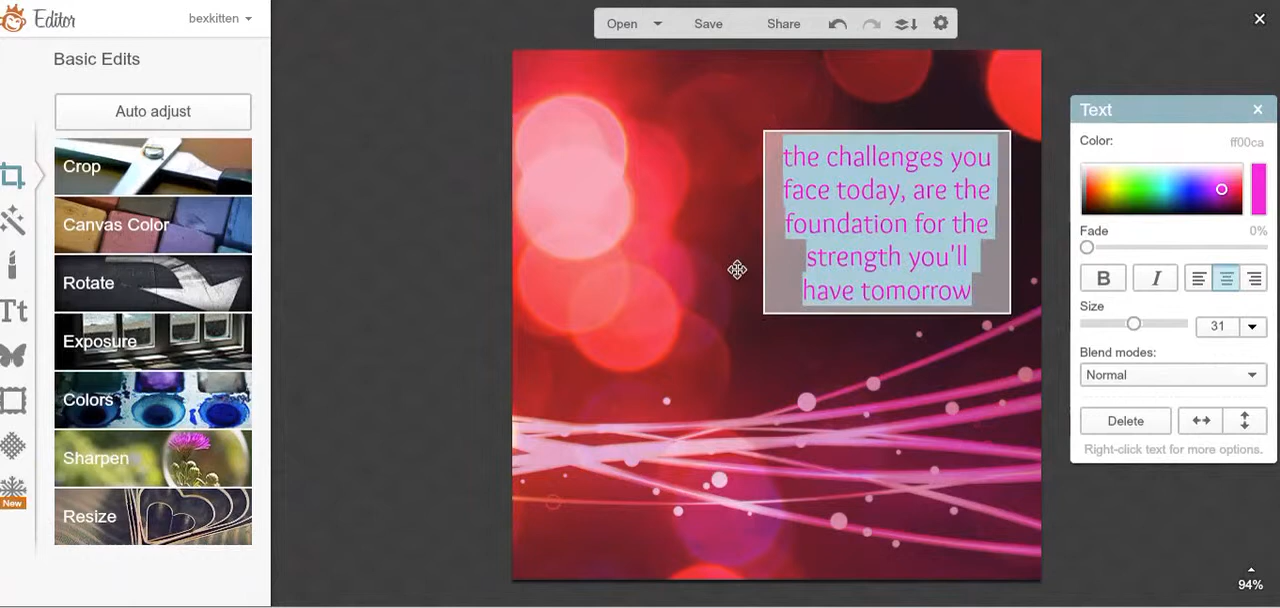 Editor
bexkitten
Open
Save
Share
Basic Edits
Auto adjust
Crop
Canvas Color
Rotate
Exposure
Colors
Sharpen
Resize
Tt
New
the challenges you
face today, are the
foundation for the
strength you'll
have tomorrow
Text
Color:
ff00ca
Fade
0%
B
I
Size
31
Blend modes:
Normal
Delete
Right-click text for more options.
94%